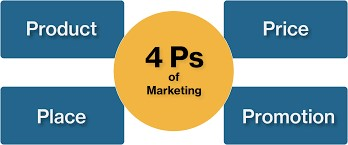 Product
Price
4 Ps
of
Marketing
Place
Promotion